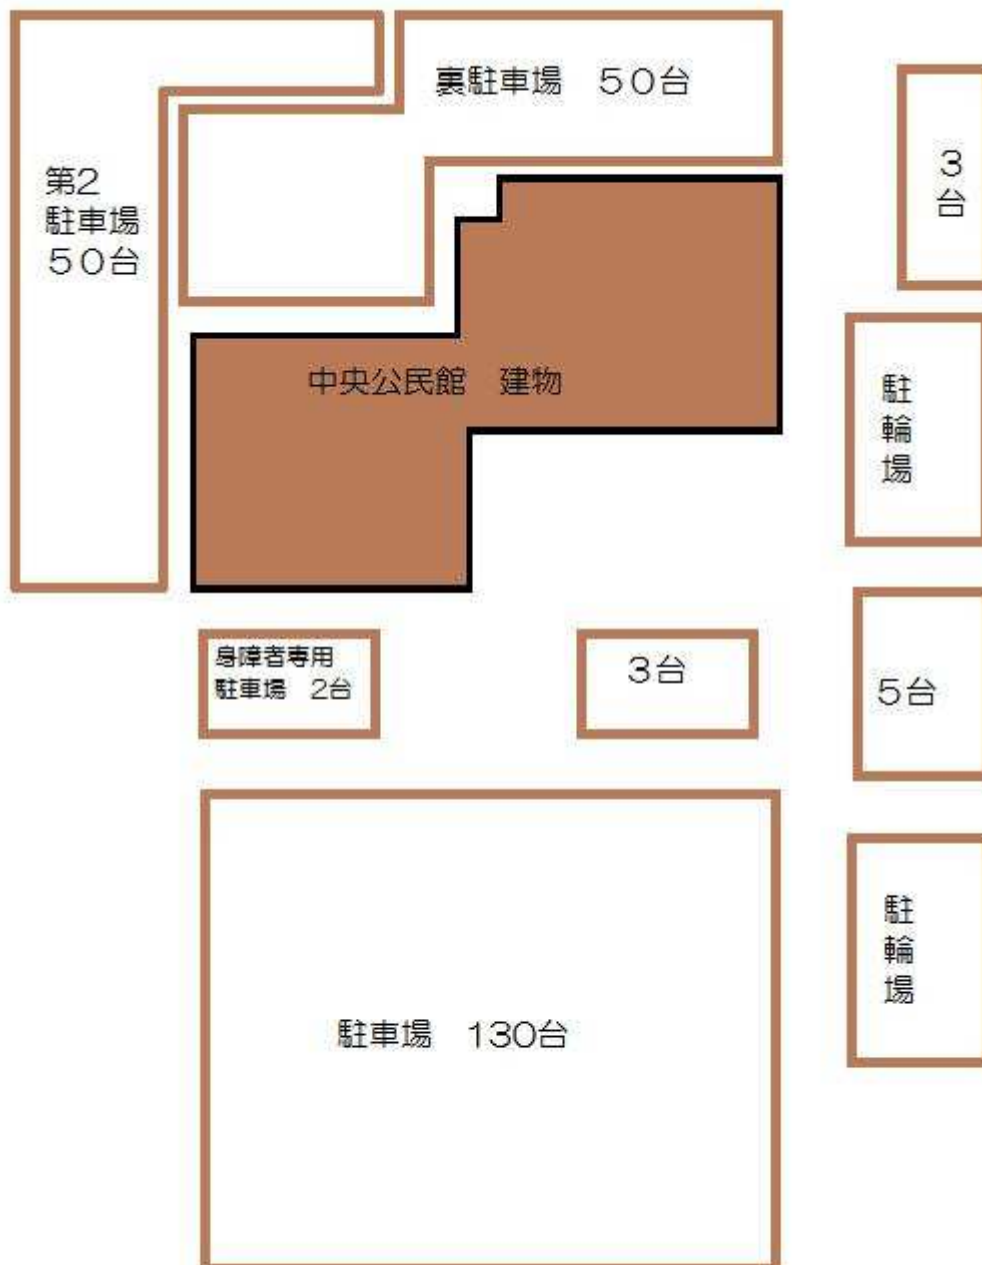 裏駐車場　５０台
3
台
第2
駐車場
５０台
中央公民館　建物
駐
輪
場
身障者専用
駐車場　2台
３台
５台
駐
輪
場
駐車場　130台